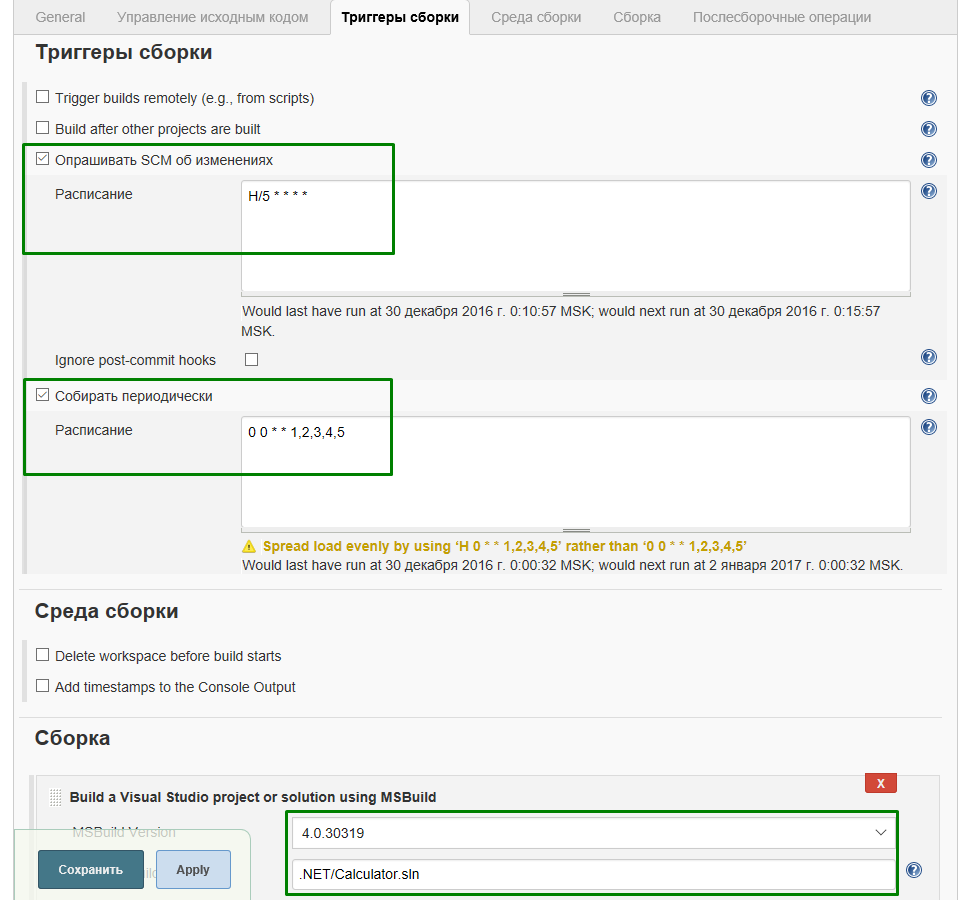 General Управление исходным кодом Триггеры сборки Среда сборки Сборка Послесборочные операции
Триггеры сборки
Trigger builds remotely (e.g., from scripts)
Build after other projects are built
Опрашивать SCM об изменениях
Расписание
H/5 * * * *
Would last have run at 30 декабря 2016 г. 0:10:57 MSK; would next run at 30 декабря 2016 г. 0:15:57
MSK.
Ignore post-commit hooks
Собирать периодически
Расписание
0 0 * * 1,2,3,4,5
Spread load evenly by using ‘H 0 * * 1,2,3,4,5’ rather than ‘0 0 * * 1,2,3,4,5’
Would last have run at 30 декабря 2016 г. 0:00:32 MSK; would next run at 2 января 2017 г. 0:00:32 MSK.
Среда сборки
Delete workspace before build starts
Add timestamps to the Console Output
Сборка
X
Build a Visual Studio project or solution using MSBuild
MSBuild Version
4.0.30319
Сохранить Apply
.NET/Calculator.sln